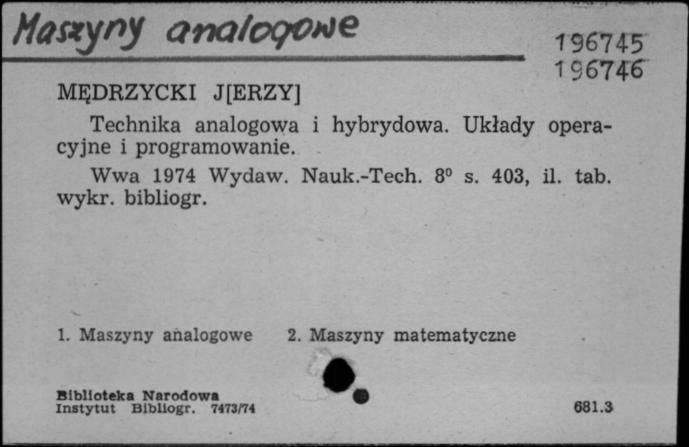 Maszyny analogowe
196745
196746
MĘDRZYCKI J[ERZY]
Technika analogowa i hybrydowa. Układy opera-
cyjne i programowanie.
Wwa 1974 Wydaw. Nauk.-Tech. 8⁰ s. 403, il. tab.
wykr. bibliogr.
1. Maszyny analogowe 2. Maszyny matematyczne
Biblioteka Narodowa
Instytut Bibliogr. 7473/74
681.3